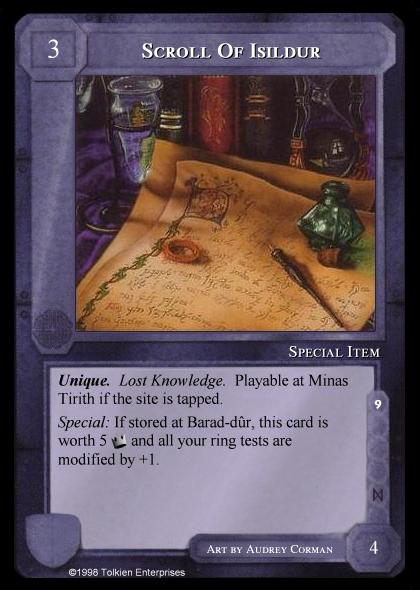 3
SCROLL OF ISILDUR
SPECIAL ITEM
Unique. Lost Knowledge. Playable at Minas
Tirith if the site is tapped.
Special: If stored at Barad-dûr, this card is
worth 5 and all your ring tests are
modified by +1.
9
ART BY AUDREY CORMAN
4
©1998 Tolkien Enterprises